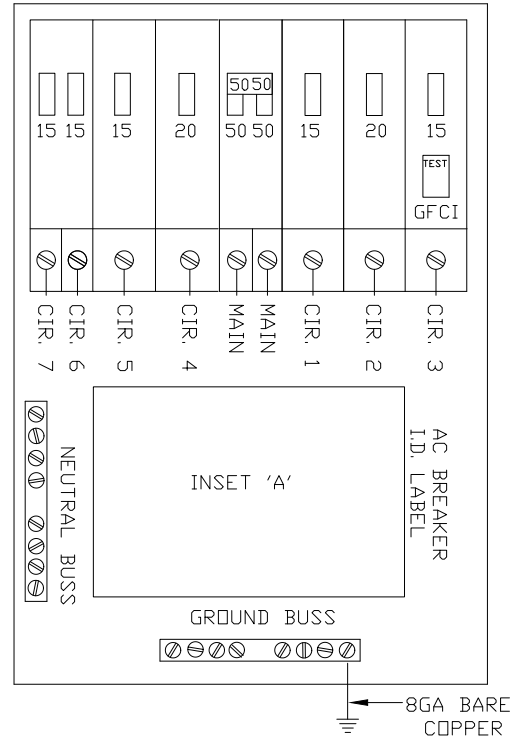 50 50
15 15 15 20 50 50 15 20 15
TEST
GFCI
CIR. 7
CIR. 6
CIR. 5
CIR. 4
MAIN
MAIN
CIR. 1
CIR. 2
CIR. 3
NEUTRAL BUSS
INSET 'A'
AC BREAKER
I.D. LABEL
GROUND BUSS
8GA BARE
COPPER